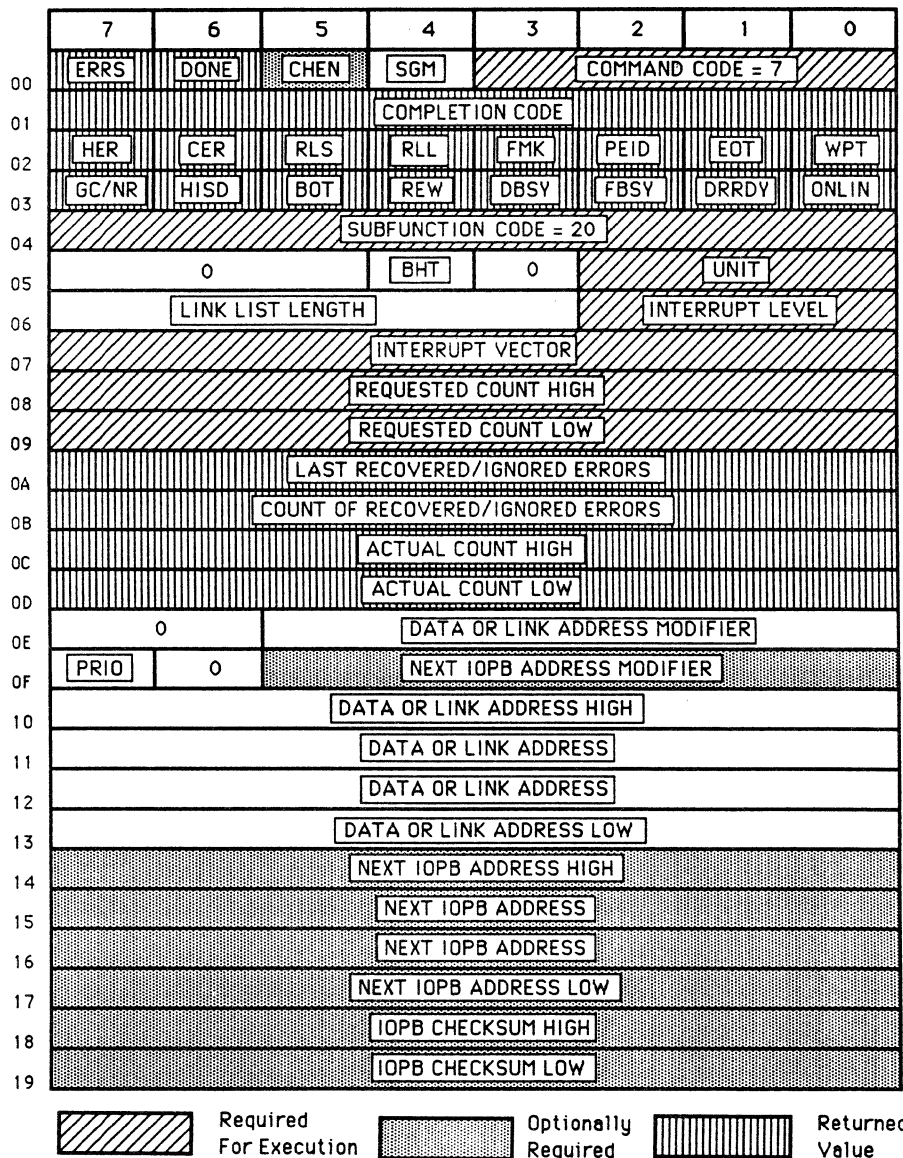 7 6 5 4 3 2 1 0
00 ERRS DONE CHEN SGM COMMAND CODE = 7
01 COMPLETION CODE
02 HER CER RLS RLL FMK PEID EOT WPT
03 GC/NR HISD BOT REW DBSY FBSY DRRDY ONLIN
04 SUBFUNCTION CODE = 20
05 0 BHT 0 UNIT
06 LINK LIST LENGTH INTERRUPT LEVEL
07 INTERRUPT VECTOR
08 REQUESTED COUNT HIGH
09 REQUESTED COUNT LOW
0A LAST RECOVERED/IGNORED ERRORS
0B COUNT OF RECOVERED/IGNORED ERRORS
0C ACTUAL COUNT HIGH
0D ACTUAL COUNT LOW
0E 0 DATA OR LINK ADDRESS MODIFIER
0F PRIO 0 NEXT IOPB ADDRESS MODIFIER
10 DATA OR LINK ADDRESS HIGH
11 DATA OR LINK ADDRESS
12 DATA OR LINK ADDRESS
13 DATA OR LINK ADDRESS LOW
14 NEXT IOPB ADDRESS HIGH
15 NEXT IOPB ADDRESS
16 NEXT IOPB ADDRESS
17 NEXT IOPB ADDRESS LOW
18 IOPB CHECKSUM HIGH
19 IOPB CHECKSUM LOW
Required
For Execution
Optionally
Required
Returned
Value